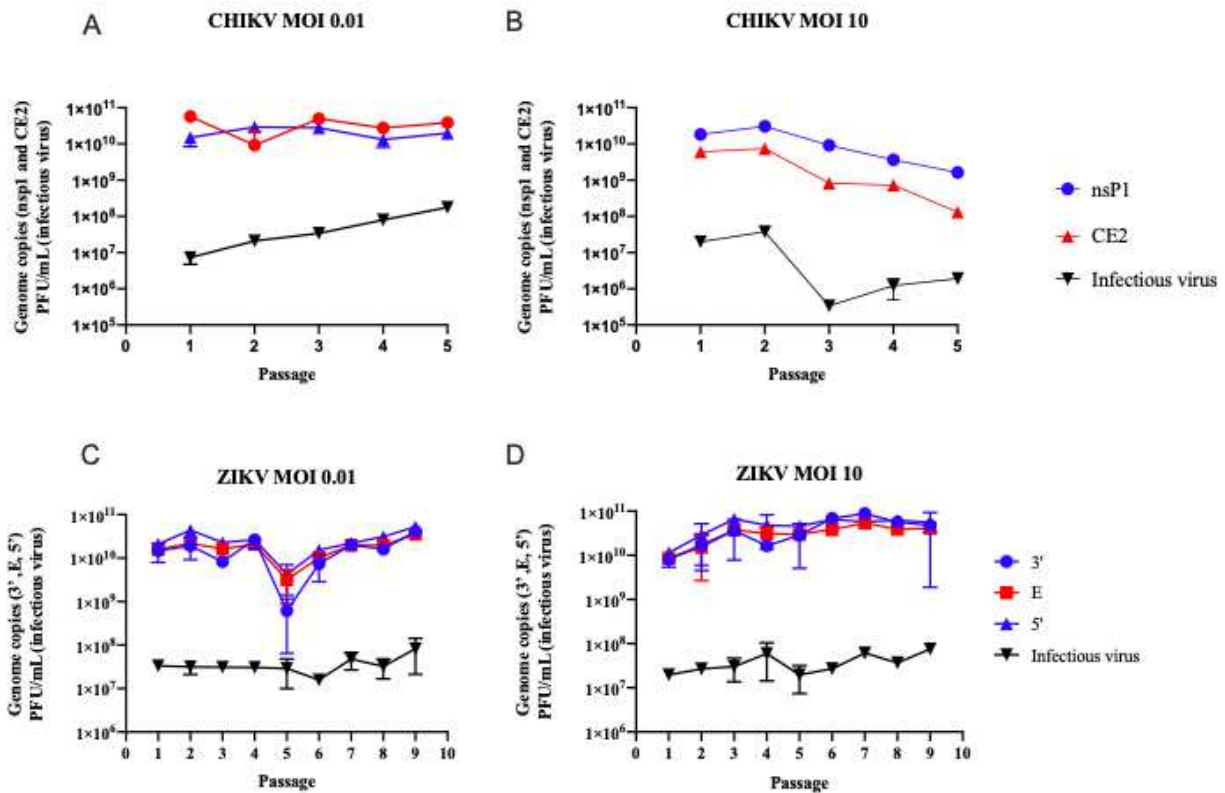 A
CHIKV MOI 0.01
Genome copies (nsp1 and CE2)
PFU/mL (infectious virus)
1×10¹¹
1×10¹⁰
1×10⁹
1×10⁸
1×10⁷
1×10⁶
1×10⁵
0 1 2 3 4 5
Passage
B
CHIKV MOI 10
Genome copies (nsp1 and CE2)
PFU/mL (infectious virus)
1×10¹¹
1×10¹⁰
1×10⁹
1×10⁸
1×10⁷
1×10⁶
1×10⁵
0 1 2 3 4 5
Passage
nsP1
CE2
Infectious virus
C
ZIKV MOI 0.01
Genome copies (3’,E, 5’)
PFU/mL (infectious virus)
1×10¹¹
1×10¹⁰
1×10⁹
1×10⁸
1×10⁷
1×10⁶
0 1 2 3 4 5 6 7 8 9 10
Passage
D
ZIKV MOI 10
Genome copies (3’,E, 5’)
PFU/mL (infectious virus)
1×10¹¹
1×10¹⁰
1×10⁹
1×10⁸
1×10⁷
1×10⁶
0 1 2 3 4 5 6 7 8 9 10
Passage
3'
E
5'
Infectious virus